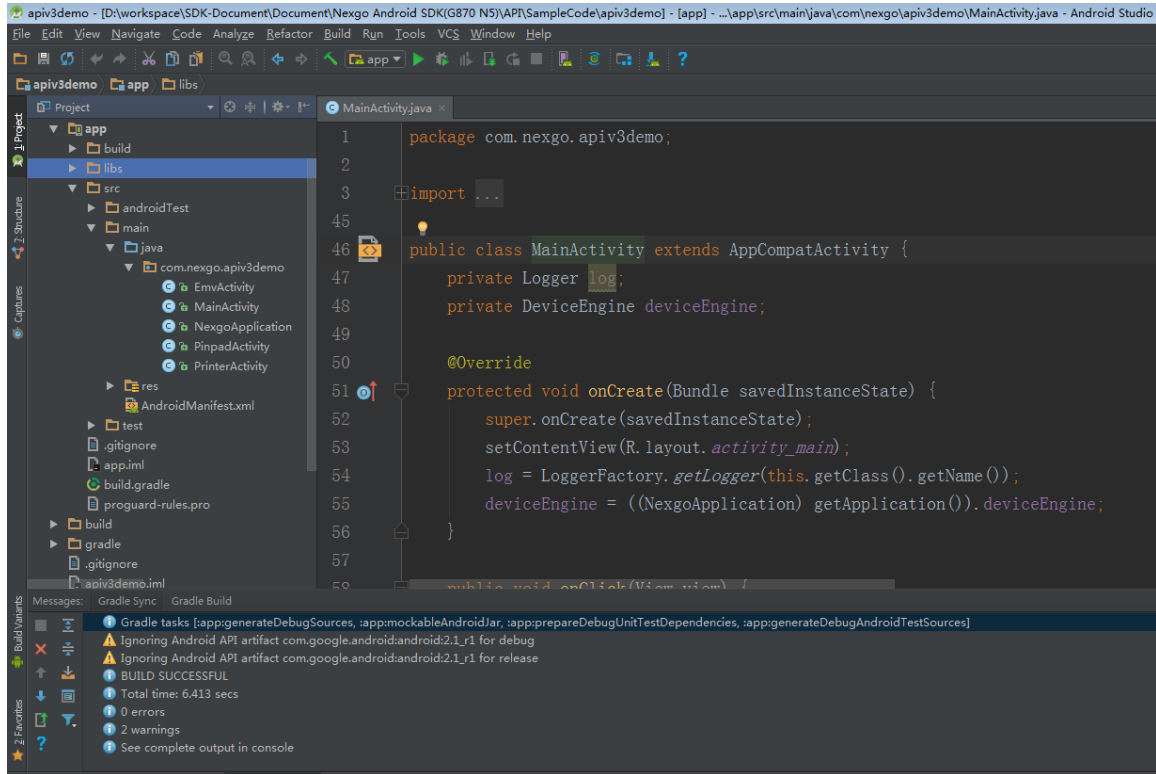 apiv3demo - [D:\workspace\SDK-Document\Document\Nexgo Android SDK(G870 N5)\API\SampleCode\apiv3demo] - [app] - ...\app\src\main\java\com\nexgo\apiv3demo\MainActivity.java - Android Studio
File Edit View Navigate Code Analyze Refactor Build Run Tools VCS Window Help
app
apiv3demo app libs
Project
MainActivity.java
1: Project
7: Structure
Captures
app
build
libs
src
androidTest
main
java
com.nexgo.apiv3demo
EmvActivity
MainActivity
NexgoApplication
PinpadActivity
PrinterActivity
res
AndroidManifest.xml
test
.gitignore
app.iml
build.gradle
proguard-rules.pro
build
gradle
.gitignore
apiv3demo.iml
1 package com.nexgo.apiv3demo;
2
3 import ...
45
46 public class MainActivity extends AppCompatActivity {
47 private Logger log;
48 private DeviceEngine deviceEngine;
49
50 @Override
51 protected void onCreate(Bundle savedInstanceState) {
52 super.onCreate(savedInstanceState);
53 setContentView(R.layout.activity_main);
54 log = LoggerFactory.getLogger(this.getClass().getName());
55 deviceEngine = ((NexgoApplication) getApplication()).deviceEngine;
56 }
57
58 public void onClick(View view) {
Build Variants
2: Favorites
Messages: Gradle Sync Gradle Build
Gradle tasks [:app:generateDebugSources, :app:mockableAndroidJar, :app:prepareDebugUnitTestDependencies, :app:generateDebugAndroidTestSources]
Ignoring Android API artifact com.google.android:android:2.1_r1 for debug
Ignoring Android API artifact com.google.android:android:2.1_r1 for release
BUILD SUCCESSFUL
Total time: 6.413 secs
0 errors
2 warnings
See complete output in console